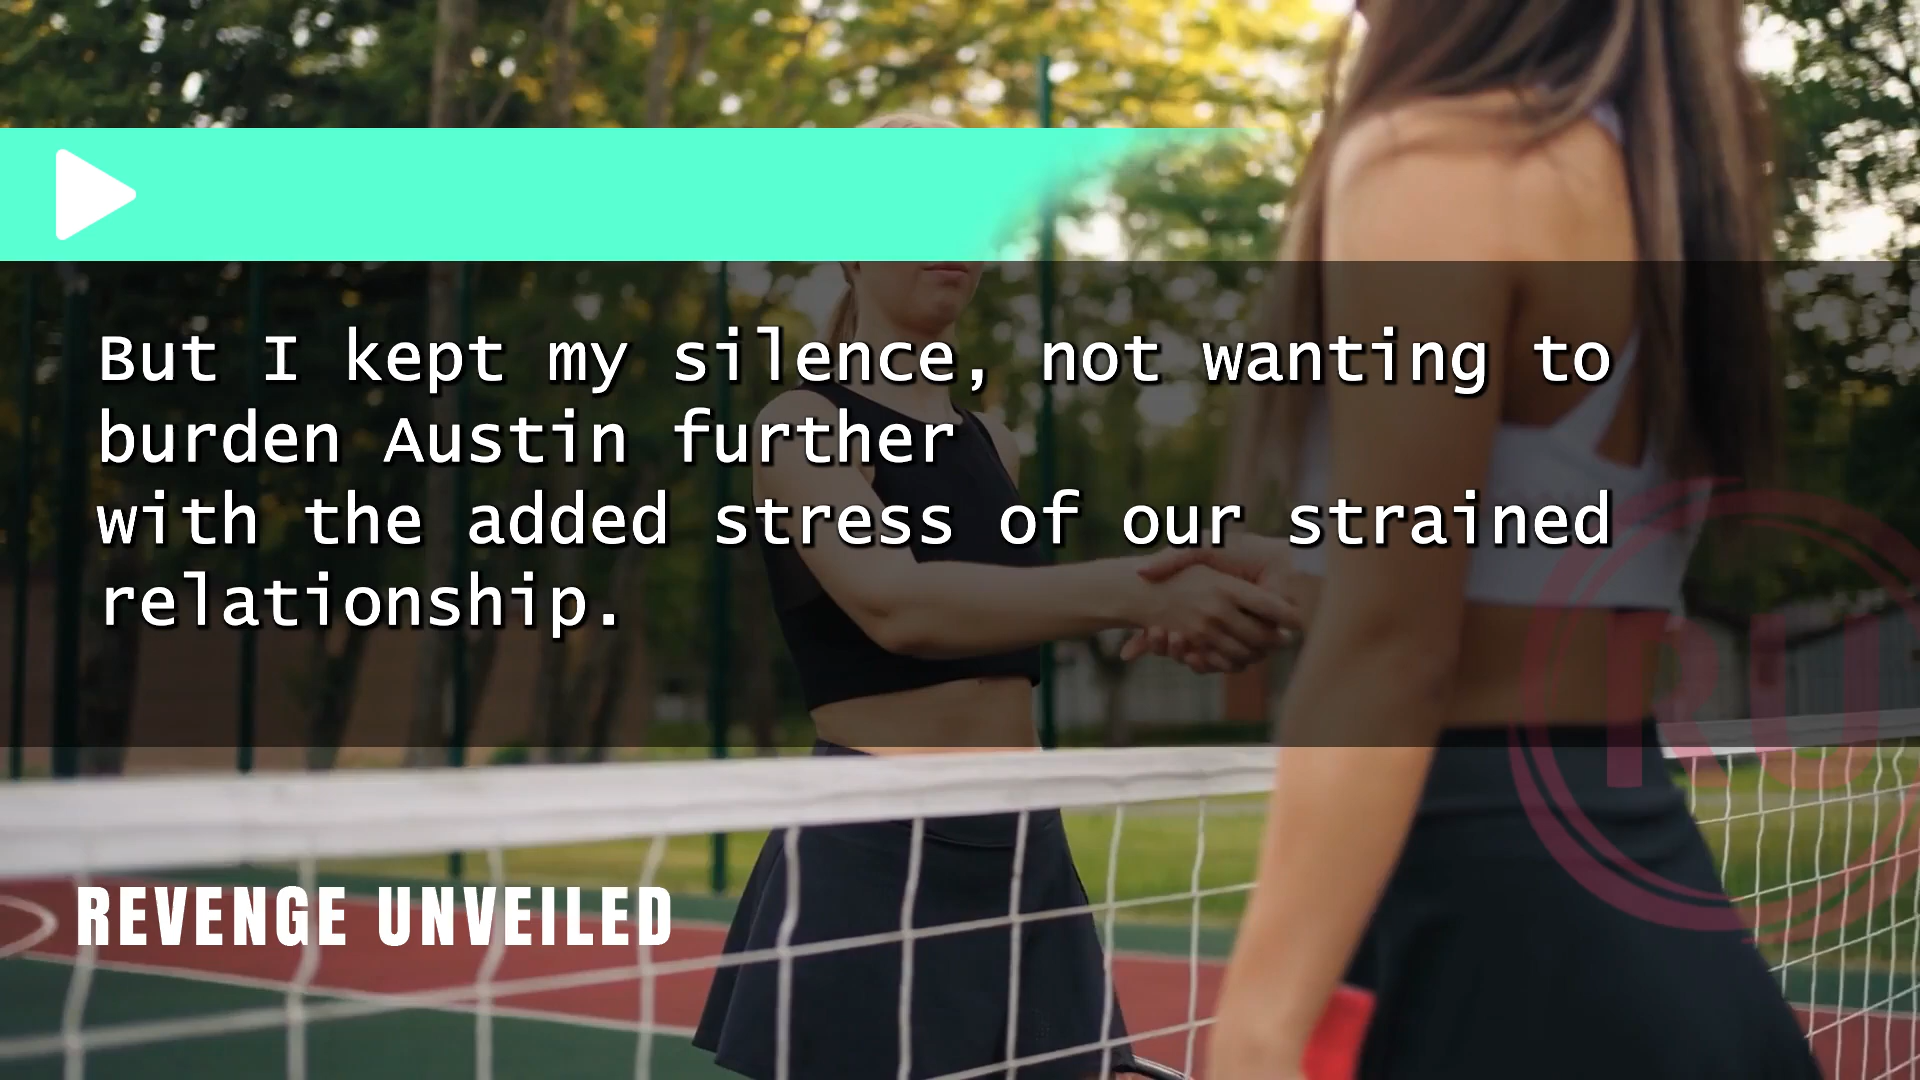 But I kept my silence, not wanting to
burden Austin further
with the added stress of our strained
relationship.
RU
REVENGE UNVEILED